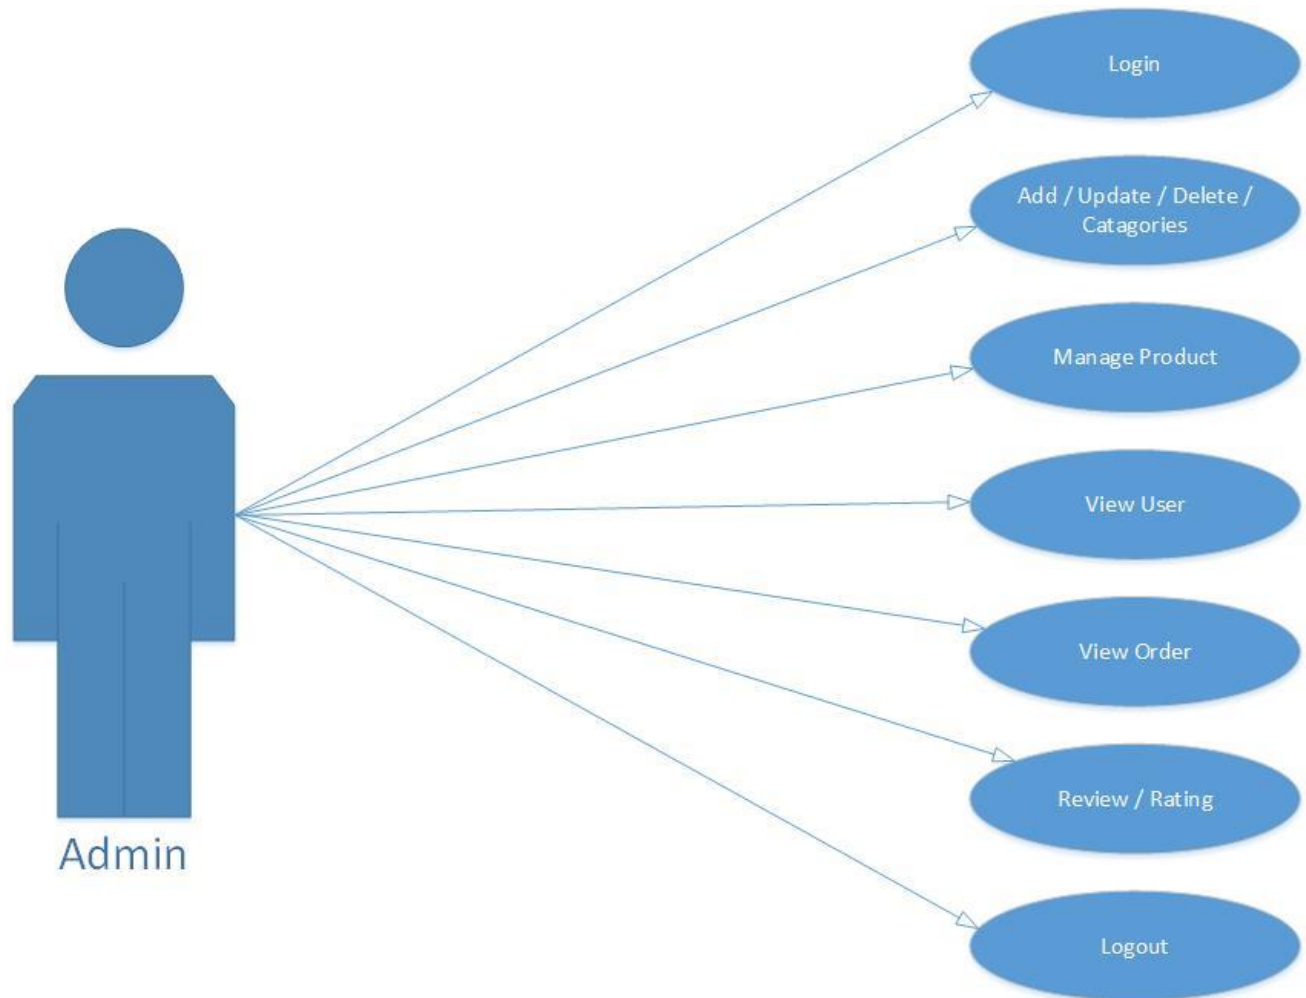 Login
Add / Update / Delete /
Catagories
Manage Product
View User
View Order
Review / Rating
Logout
Admin